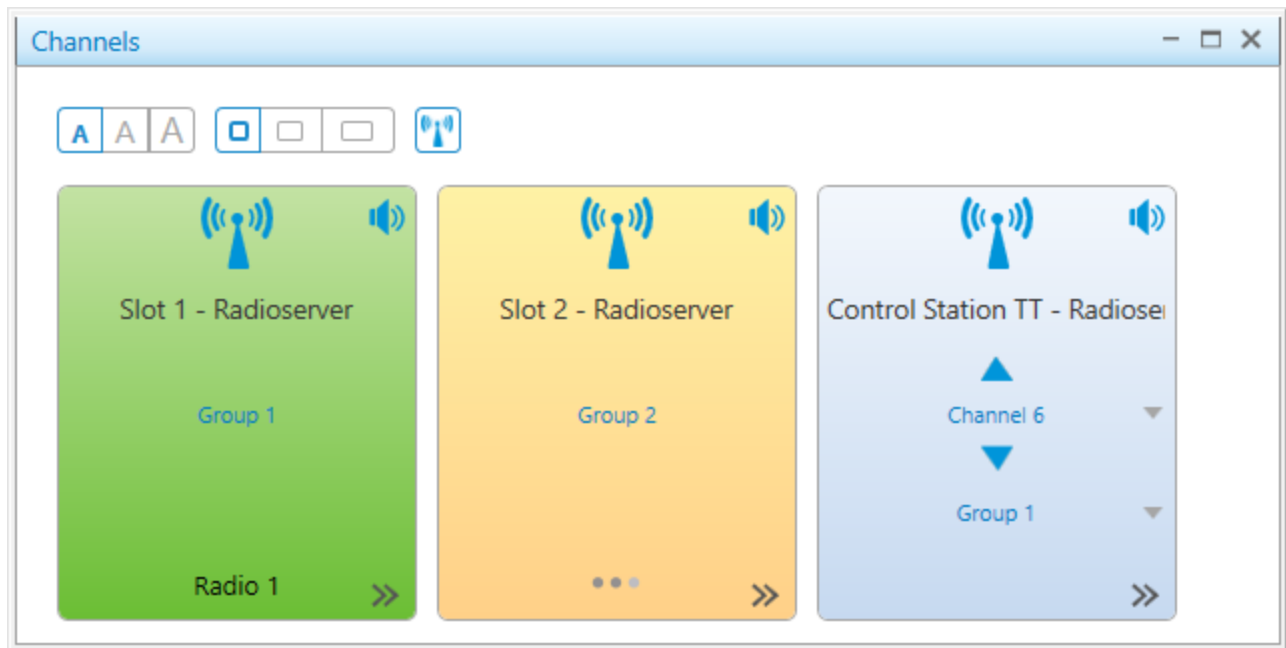 Channels
A A A
Slot 1 - Radioserver
Group 1
Radio 1
Slot 2 - Radioserver
Group 2
Control Station TT - Radioser
Channel 6
Group 1